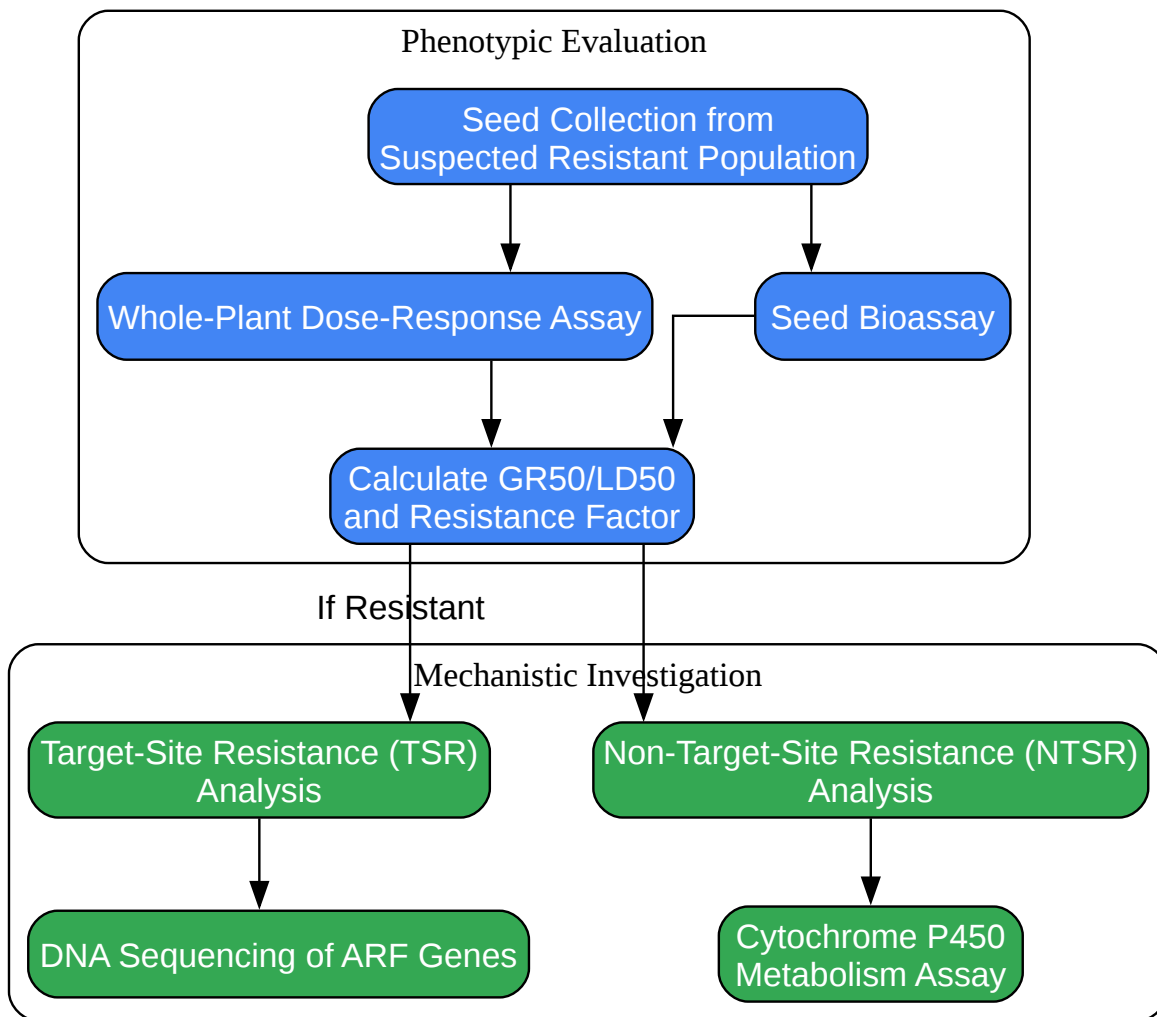 Phenotypic Evaluation
Seed Collection from
Suspected Resistant Population
Whole-Plant Dose-Response Assay
Seed Bioassay
Calculate GR50/LD50
and Resistance Factor
If Resistant
Mechanistic Investigation
Target-Site Resistance (TSR)
Analysis
Non-Target-Site Resistance (NTSR)
Analysis
DNA Sequencing of ARF Genes
Cytochrome P450
Metabolism Assay